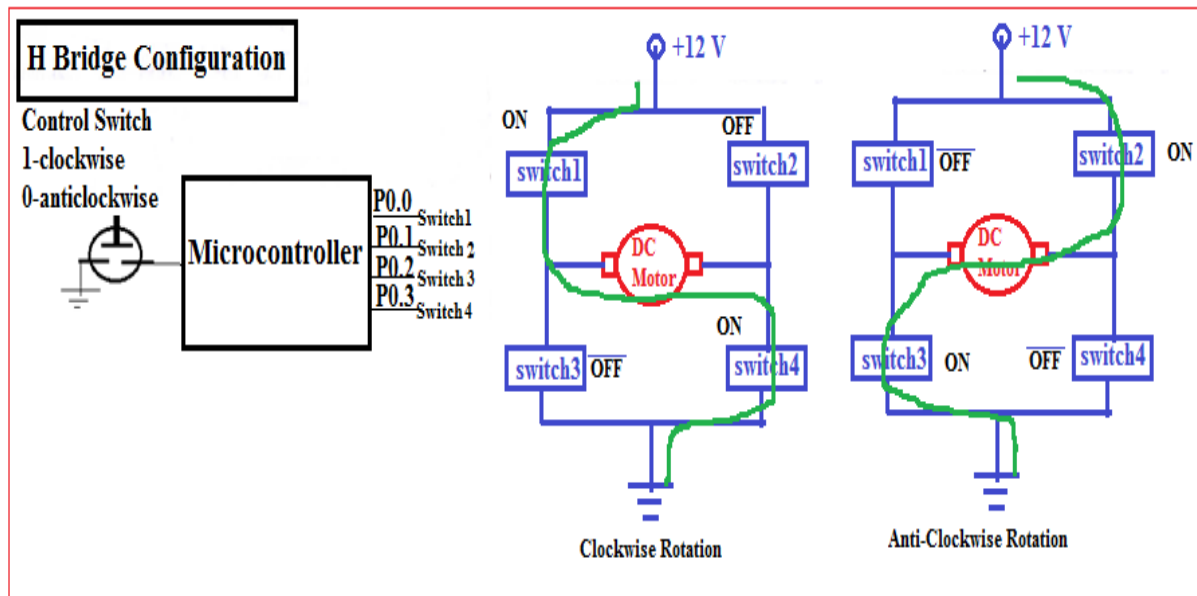 H Bridge Configuration
Control Switch
1-clockwise
0-anticlockwise
Microcontroller
P0.0
Switch1
P0.1
Switch 2
P0.2
Switch 3
P0.3
Switch4
+12 V
ON
OFF
switch1
switch2
DC
Motor
ON
switch3
OFF
switch4
Clockwise Rotation
+12 V
switch1
OFF
switch2
ON
DC
Motor
switch3
ON
OFF
switch4
Anti-Clockwise Rotation